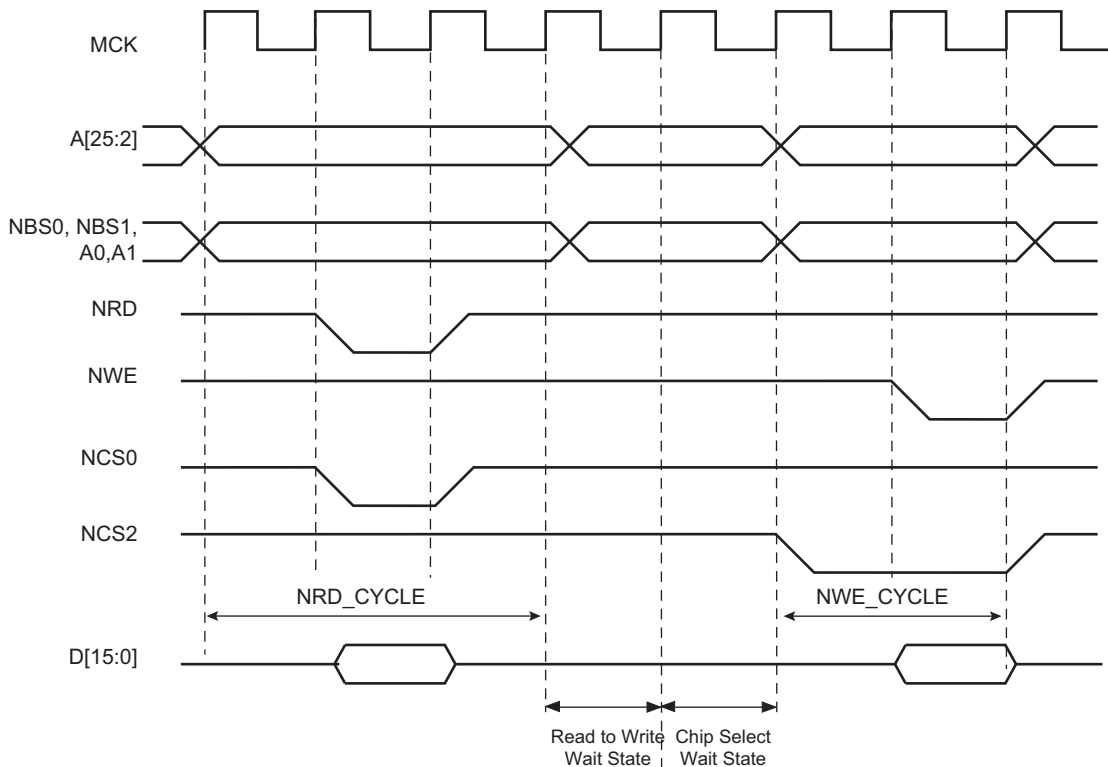 MCK
A[25:2]
NBS0, NBS1,
A0,A1
NRD
NWE
NCS0
NCS2
NRD_CYCLE
NWE_CYCLE
D[15:0]
Read to Write
Wait State
Chip Select
Wait State